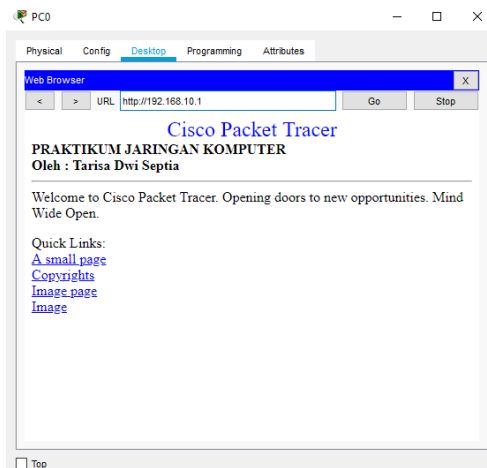 PC0
Physical Config Desktop Programming Attributes
Web Browser X
< > URL http://192.168.10.1 Go Stop
Cisco Packet Tracer
PRAKTIKUM JARINGAN KOMPUTER
Oleh : Tarisa Dwi Septia
Welcome to Cisco Packet Tracer. Opening doors to new opportunities. Mind
Wide Open.
Quick Links:
A small page
Copyrights
Image page
Image
Top